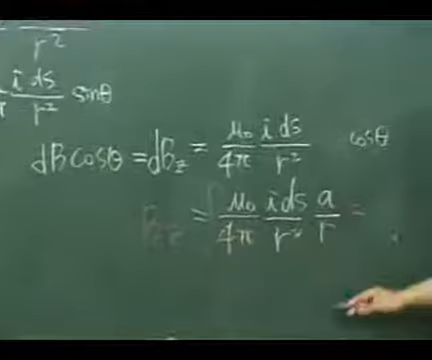 r²
i ds/r² sinθ
dB cosθ = dB_z = μ₀/4π i ds/r² cosθ
B_z = ∫ μ₀/4π i ds/r² a/r =